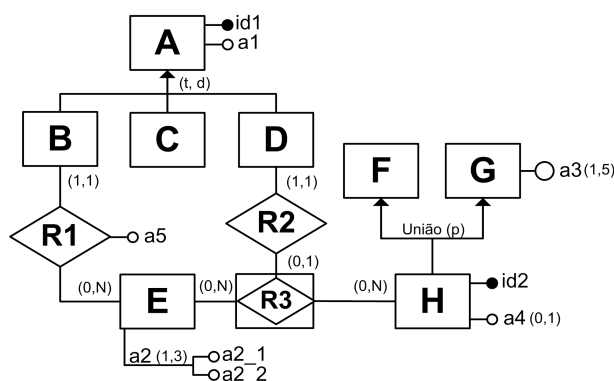 A
id1
a1
(t, d)
B
C
D
F
G
a3 (1,5)
(1,1)
(1,1)
R1
a5
R2
União (p)
(0,1)
(0,N)
E
(0,N)
R3
(0,N)
H
id2
a4 (0,1)
a2 (1,3)
a2_1
a2_2